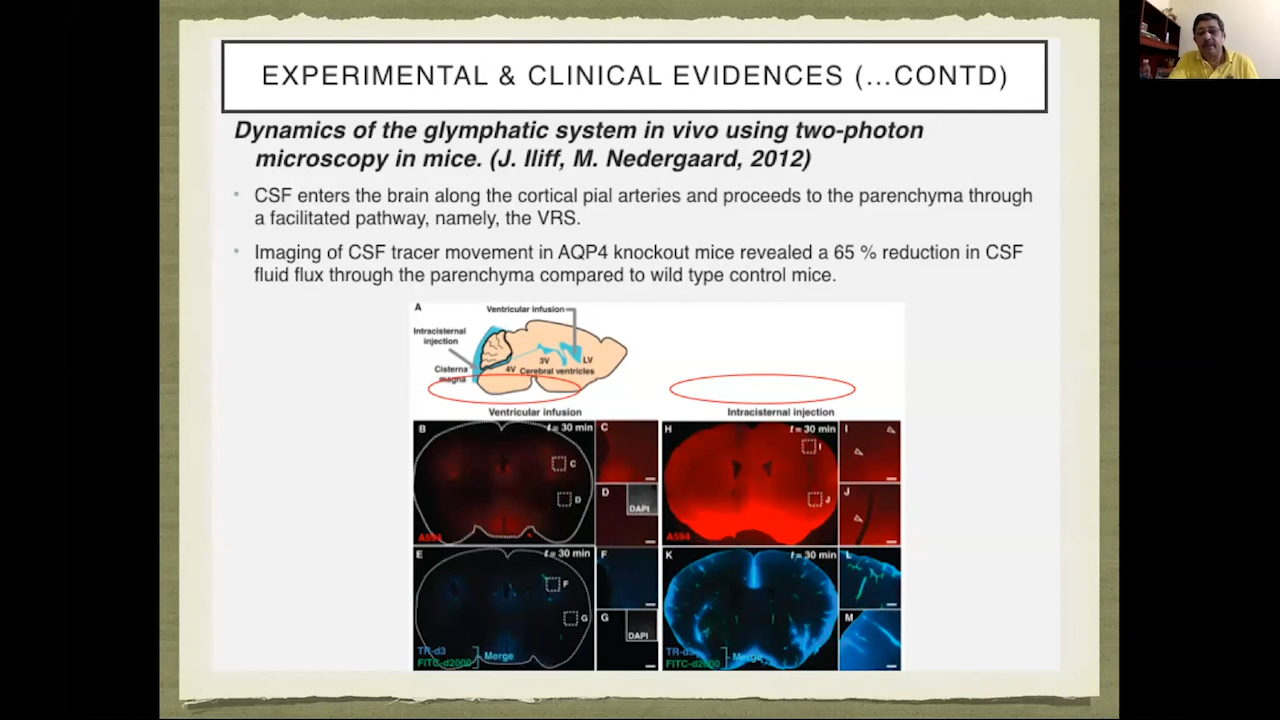 EXPERIMENTAL & CLINICAL EVIDENCES (...CONTD)
Dynamics of the glymphatic system in vivo using two-photon
microscopy in mice. (J. Iliff, M. Nedergaard, 2012)
• CSF enters the brain along the cortical pial arteries and proceeds to the parenchyma through
a facilitated pathway, namely, the VRS.
• Imaging of CSF tracer movement in AQP4 knockout mice revealed a 65 % reduction in CSF
fluid flux through the parenchyma compared to wild type control mice.
A
Ventricular infusion
Intracisternal
injection
Cisterna
magna
4V
3V
LV
Cerebral ventricles
Ventricular infusion
Intracisternal injection
B
t = 30 min
C
D
A594
C
D
DAPI
H
t = 30 min
I
J
A594
I
J
E
t = 30 min
F
G
TR-d3
FITC-d2000
Merge
F
G
DAPI
K
t = 30 min
TR-d3
FITC-d2000
Merge
L
M